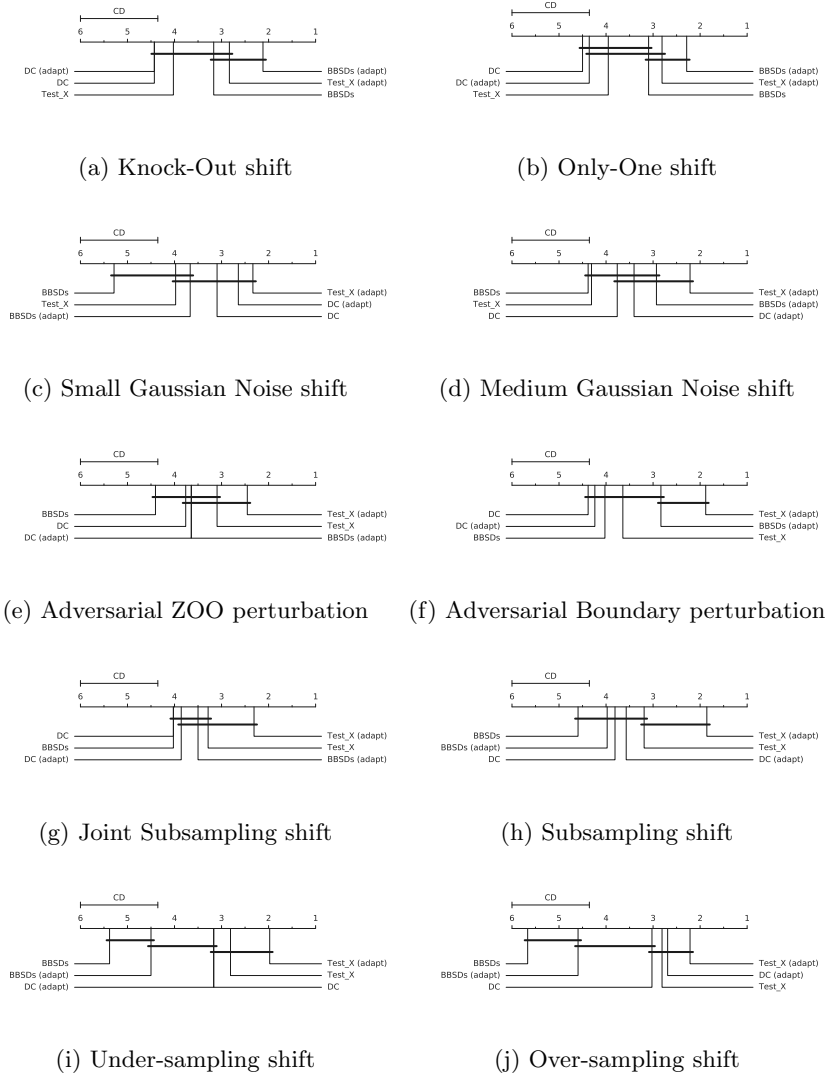 CD
6 5 4 3 2 1
DC (adapt) BBSDs (adapt)
DC Test_X (adapt)
Test_X BBSDs
(a) Knock-Out shift
CD
6 5 4 3 2 1
DC BBSDs (adapt)
DC (adapt) Test_X (adapt)
Test_X BBSDs
(b) Only-One shift
CD
6 5 4 3 2 1
BBSDs Test_X (adapt)
Test_X DC (adapt)
BBSDs (adapt) DC
(c) Small Gaussian Noise shift
CD
6 5 4 3 2 1
BBSDs Test_X (adapt)
Test_X BBSDs (adapt)
DC DC (adapt)
(d) Medium Gaussian Noise shift
CD
6 5 4 3 2 1
BBSDs Test_X (adapt)
DC Test_X
DC (adapt) BBSDs (adapt)
(e) Adversarial ZOO perturbation
CD
6 5 4 3 2 1
DC Test_X (adapt)
DC (adapt) BBSDs (adapt)
BBSDs Test_X
(f) Adversarial Boundary perturbation
CD
6 5 4 3 2 1
DC Test_X (adapt)
BBSDs Test_X
DC (adapt) BBSDs (adapt)
(g) Joint Subsampling shift
CD
6 5 4 3 2 1
BBSDs Test_X (adapt)
BBSDs (adapt) Test_X
DC DC (adapt)
(h) Subsampling shift
CD
6 5 4 3 2 1
BBSDs Test_X (adapt)
BBSDs (adapt) Test_X
DC (adapt) DC
(i) Under-sampling shift
CD
6 5 4 3 2 1
BBSDs Test_X (adapt)
BBSDs (adapt) DC (adapt)
DC Test_X
(j) Over-sampling shift